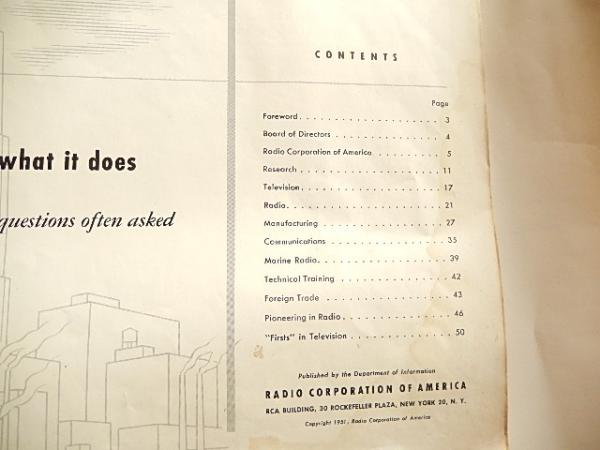 CONTENTS
what it does
questions often asked
Page
Foreword . . . . . . . . . . . . . . . . . 3
Board of Directors . . . . . . . . . . . . 4
Radio Corporation of America . . . . . . . . 5
Research . . . . . . . . . . . . . . . . . 11
Television . . . . . . . . . . . . . . . . 17
Radio . . . . . . . . . . . . . . . . . . 21
Manufacturing . . . . . . . . . . . . . . 27
Communications . . . . . . . . . . . . . 35
Marine Radio . . . . . . . . . . . . . . . 39
Technical Training . . . . . . . . . . . . 42
Foreign Trade . . . . . . . . . . . . . . 43
Pioneering in Radio . . . . . . . . . . . . 46
"Firsts" in Television . . . . . . . . . . . 50
Published by the Department of Information
RADIO CORPORATION OF AMERICA
RCA BUILDING, 30 ROCKEFELLER PLAZA, NEW YORK 20, N. Y.
Copyright 1951, Radio Corporation of America